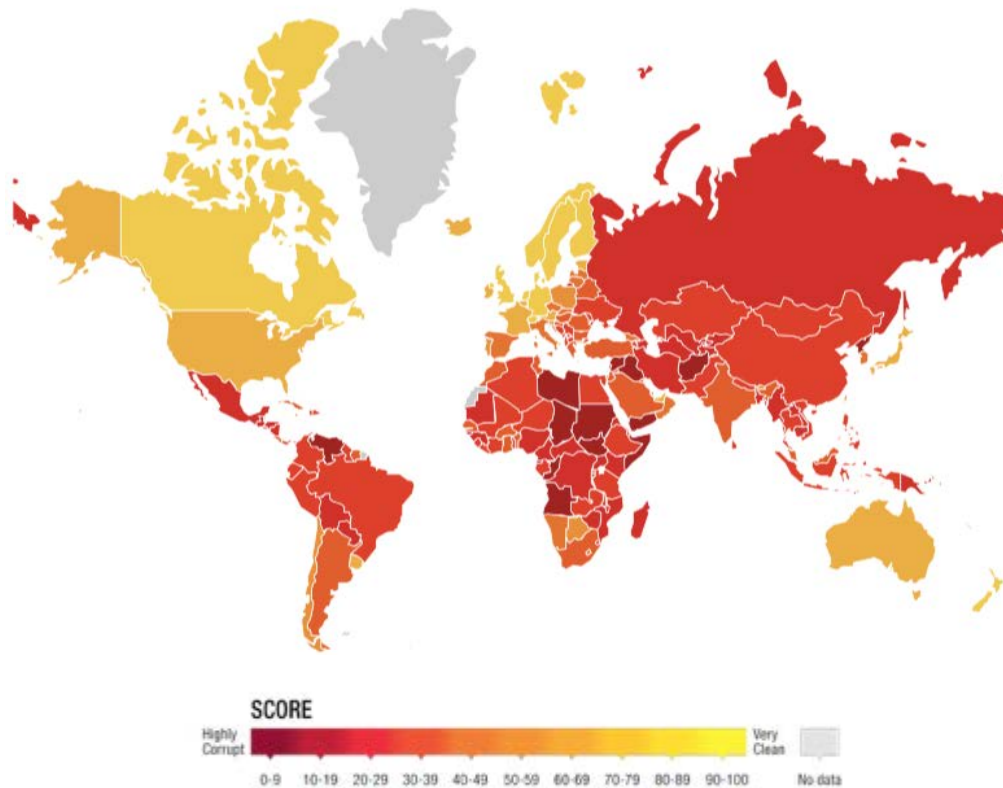 SCORE
Highly
Corrupt
Very
Clean
0-9 10-19 20-29 30-39 40-49 50-59 60-69 70-79 80-89 90-100 No data